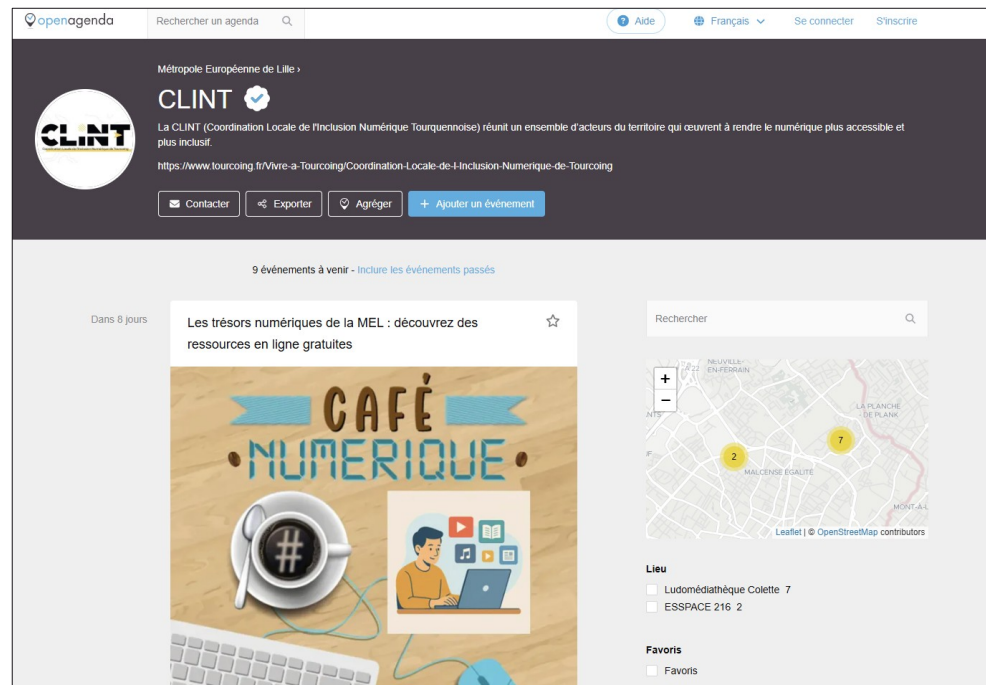 openagenda
Rechercher un agenda
Aide
Français
Se connecter
S'inscrire
Métropole Européenne de Lille ›
CLINT
CLINT
La CLINT (Coordination Locale de l'Inclusion Numérique Tourquennoise) réunit un ensemble d'acteurs du territoire qui œuvrent à rendre le numérique plus accessible et
plus inclusif.
https://www.tourcoing.fr/Vivre-a-Tourcoing/Coordination-Locale-de-l-Inclusion-Numerique-de-Tourcoing
Contacter
Exporter
Agréger
+ Ajouter un événement
9 événements à venir - Inclure les événements passés
Dans 8 jours
Les trésors numériques de la MEL : découvrez des
ressources en ligne gratuites
CAFÉ
NUMERIQUE
#
Rechercher
+
−
NEUVILLE-
EN-FERRAIN
A 22
LA PLANCHE
DE PLANK
7
2
MALCENSE ÉGALITÉ
MONT-À-L
Leaflet | © OpenStreetMap contributors
Lieu
Ludomédiathèque Colette 7
ESSPACE 216 2
Favoris
Favoris